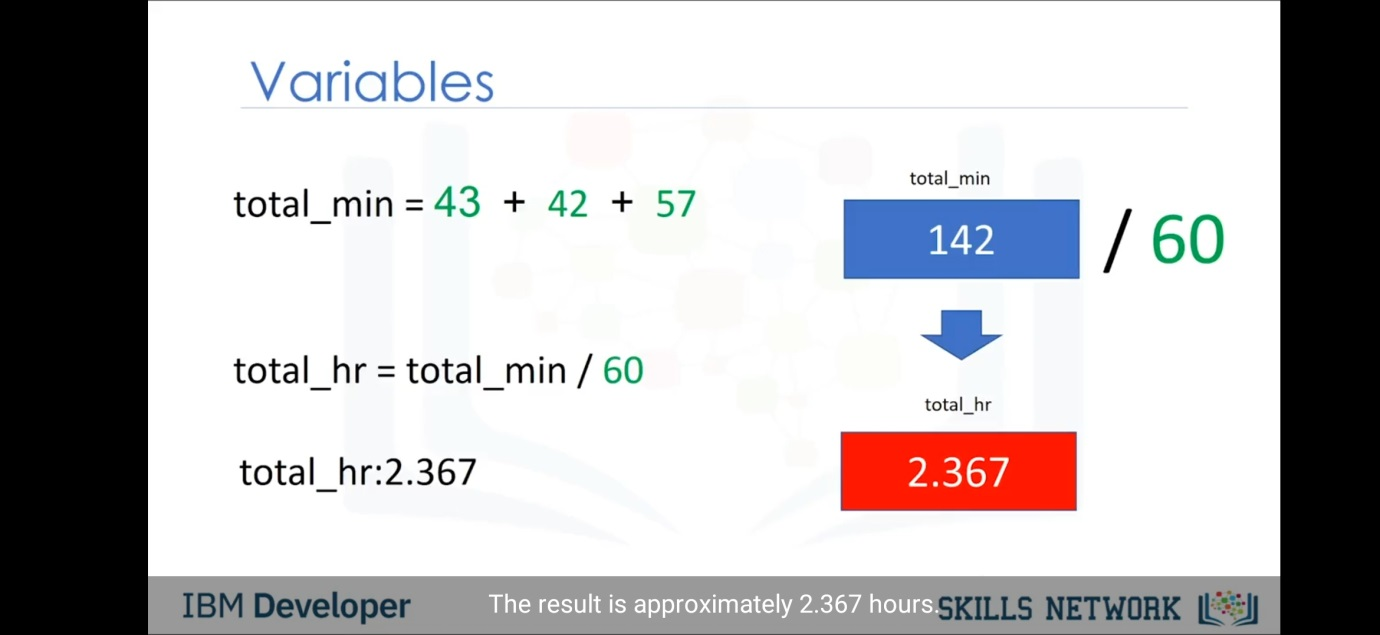 Variables
total_min = 43 + 42 + 57
total_min
142 / 60
total_hr = total_min / 60
total_hr
total_hr:2.367
2.367
IBM Developer
The result is approximately 2.367 hours.
SKILLS NETWORK